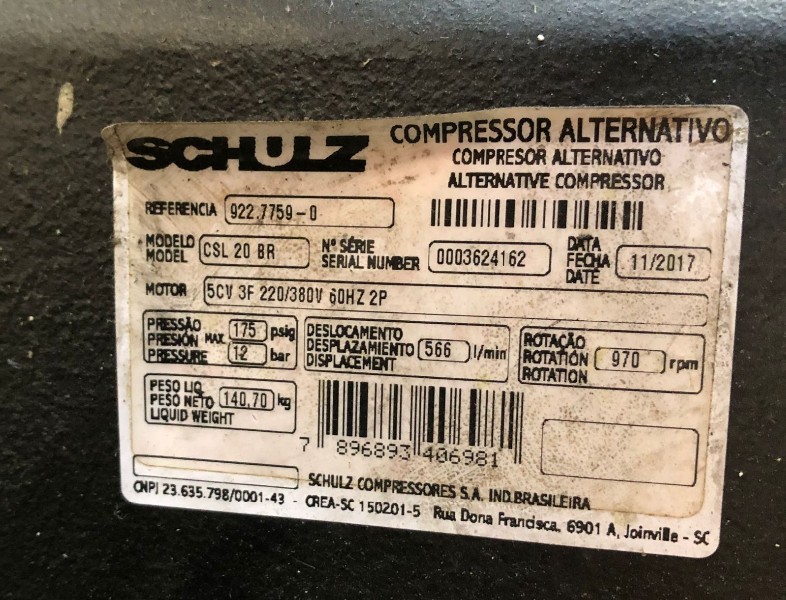 SCHULZ
COMPRESSOR ALTERNATIVO
COMPRESOR ALTERNATIVO
ALTERNATIVE COMPRESSOR
REFERENCIA 922.7759-0
MODELO
MODEL
CSL 20 BR
Nº SÉRIE
SERIAL NUMBER
0003624162
DATA
FECHA
DATE
11/2017
MOTOR 5CV 3F 220/380V 60HZ 2P
PRESSÃO
PRESIÓN MAX.
PRESSURE
175 psig
12 bar
DESLOCAMENTO
DESPLAZAMIENTO
DISPLACEMENT
566 l/min
ROTAÇÃO
ROTATIÓN
ROTATION
970 rpm
PESO LIQ
PESO NETO
LIQUID WEIGHT
140,70 kg
7 896893 406981
SCHULZ COMPRESSORES S.A. IND.BRASILEIRA
CNPJ 23.635.798/0001-43 - CREA-SC 150201-5 Rua Dona Francisca, 6901 A, Joinville - SC